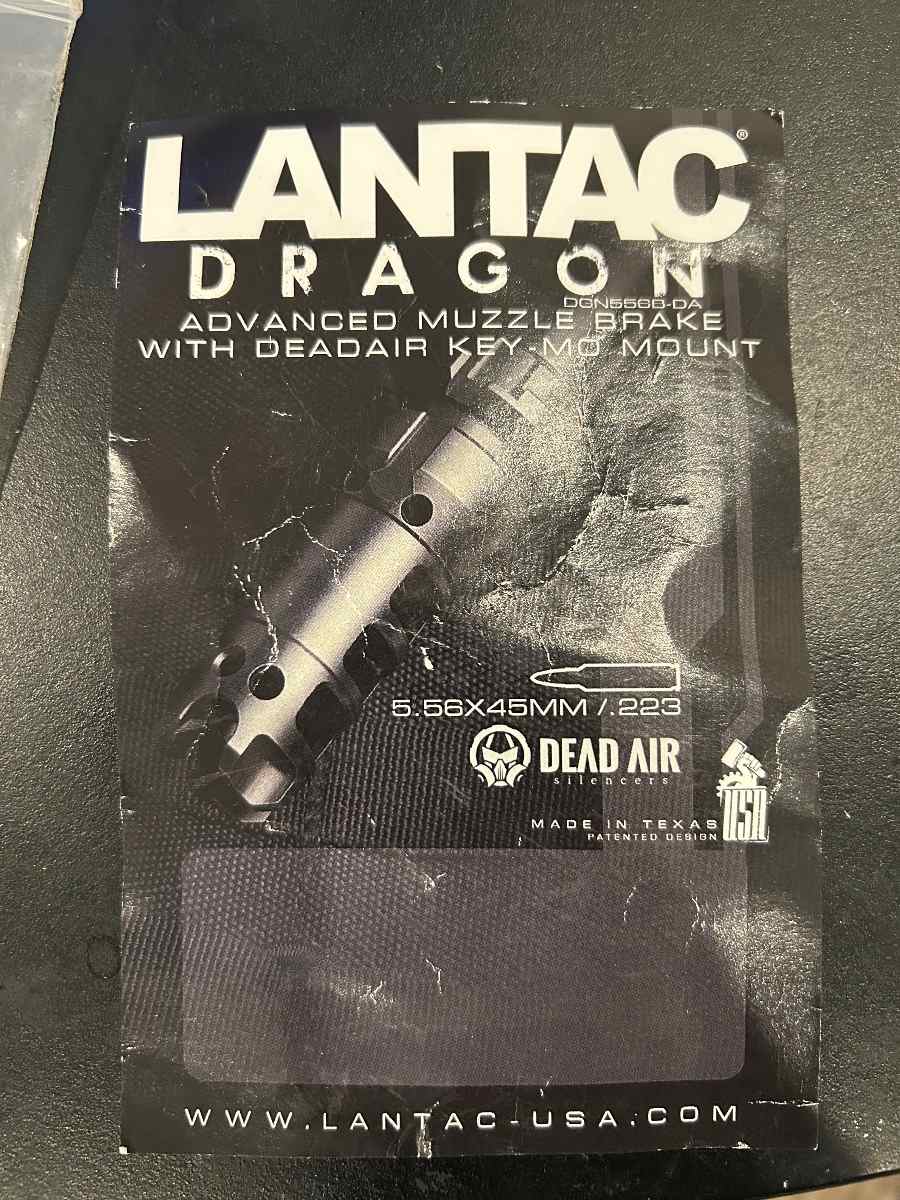 LANTAC®
DRAGON
DGN556B-DA
ADVANCED MUZZLE BRAKE
WITH DEADAIR KEY-MO MOUNT
5.56X45MM /.223
DEAD AIR
silencers
MADE IN TEXAS
PATENTED DESIGN
USA
WWW.LANTAC-USA.COM